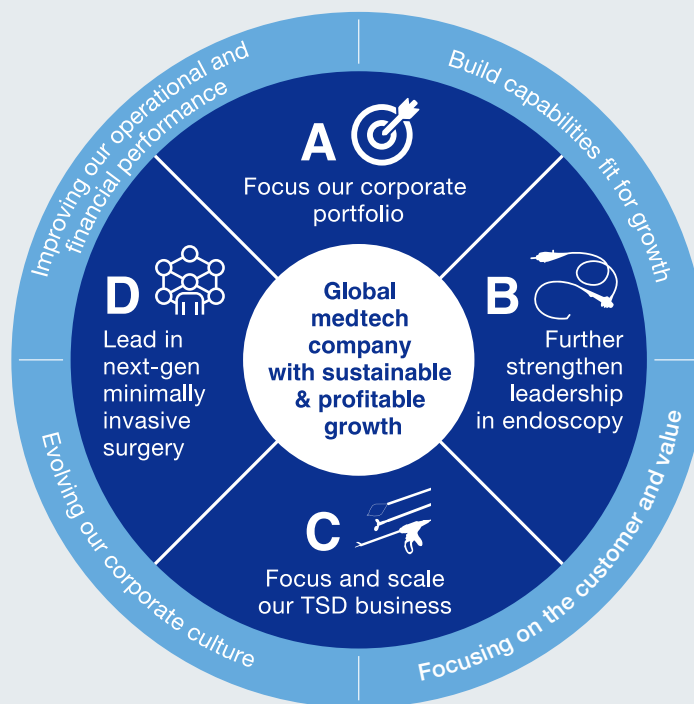 Improving our operational and
financial performance
Build capabilities fit for growth
A
Focus our corporate
portfolio
D
Lead in
next-gen
minimally
invasive
surgery
Global
medtech
company
with sustainable
& profitable
growth
B
Further
strengthen
leadership
in endoscopy
C
Focus and scale
our TSD business
Evolving our corporate culture
Focusing on the customer and value